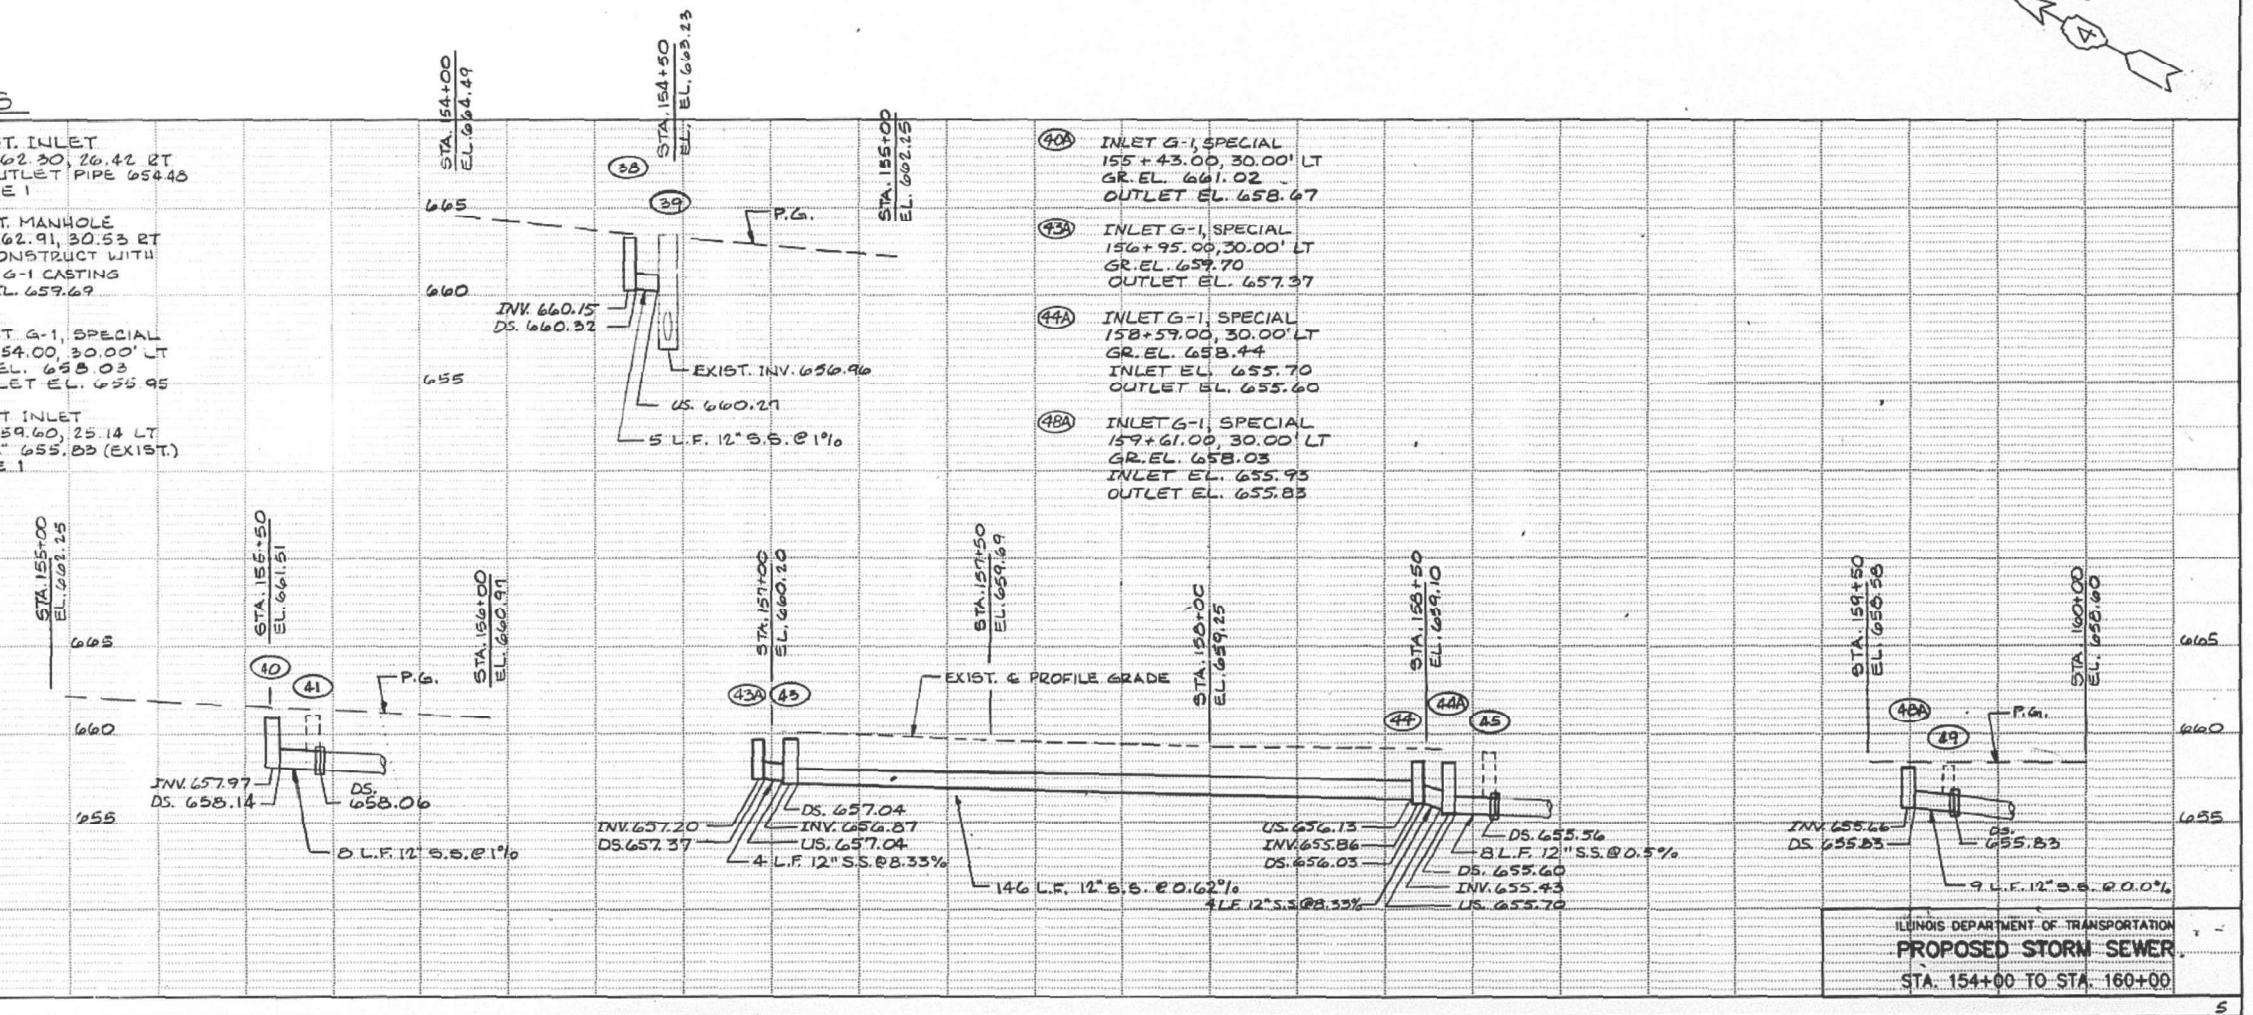 4
S
T. INLET
62.30, 26.42 RT
UTLET PIPE 654.48
E 1
T. MANHOLE
62.91, 30.53 RT
ONSTRUCT WITH
G-1 CASTING
L. 659.69
T G-1, SPECIAL
54.00, 30.00' LT
EL. 658.03
LET EL. 655.95
T INLET
59.60, 25.14 LT
" 655.83 (EXIST.)
E 1
STA. 154+00
EL. 664.49
STA. 154+50
EL. 663.23
STA. 155+00
EL. 662.25
38
39
P.G.
665
660
655
INV. 660.15
DS. 660.32
EXIST. INV. 656.96
US. 660.27
5 L.F. 12" S.S. @ 1%
40A INLET G-1, SPECIAL
155+43.00, 30.00' LT
GR. EL. 661.02
OUTLET EL. 658.67
43A INLET G-1, SPECIAL
156+95.00, 30.00' LT
GR. EL. 659.70
OUTLET EL. 657.37
44A INLET G-1, SPECIAL
158+59.00, 30.00' LT
GR. EL. 658.44
INLET EL. 655.70
OUTLET EL. 655.60
48A INLET G-1, SPECIAL
159+61.00, 30.00' LT
GR. EL. 658.03
INLET EL. 655.93
OUTLET EL. 655.83
STA. 155+00
EL. 662.25
STA. 155+50
EL. 661.51
STA. 156+00
EL. 660.97
STA. 157+00
EL. 660.20
STA. 157+50
EL. 659.69
STA. 158+00
EL. 659.25
STA. 158+50
EL. 659.10
STA. 159+50
EL. 658.58
STA. 160+00
EL. 658.60
665
660
655
40
41
P.G.
INV. 657.97
DS. 658.14
DS.
658.06
8 L.F. 12" S.S. @ 1%
43A
43
EXIST. & PROFILE GRADE
INV. 657.20
DS. 657.37
DS. 657.04
INV. 656.87
US. 657.04
4 L.F. 12" S.S. @ 8.33%
146 L.F. 12" S.S. @ 0.62%
44
44A
45
US. 656.13
INV. 655.86
DS. 656.03
4 L.F. 12" S.S. @ 8.33%
DS. 655.56
8 L.F. 12" S.S. @ 0.5%
DS. 655.60
INV. 655.43
US. 655.70
48A
49
P.G.
INV. 655.66
DS. 655.83
DS.
655.83
9 L.F. 12" S.S. @ 0.0%
665
660
655
ILLINOIS DEPARTMENT OF TRANSPORTATION
PROPOSED STORM SEWER
STA. 154+00 TO STA. 160+00
5